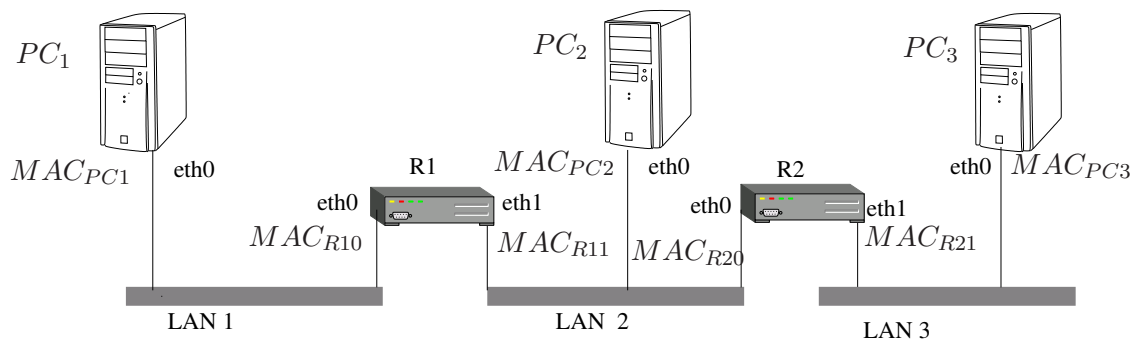 PC1
PC2
PC3
MACPC1
eth0
R1
MACPC2
eth0
R2
eth0
MACPC3
eth0
eth1
eth0
eth1
MACR10
MACR11
MACR20
MACR21
LAN 1
LAN 2
LAN 3